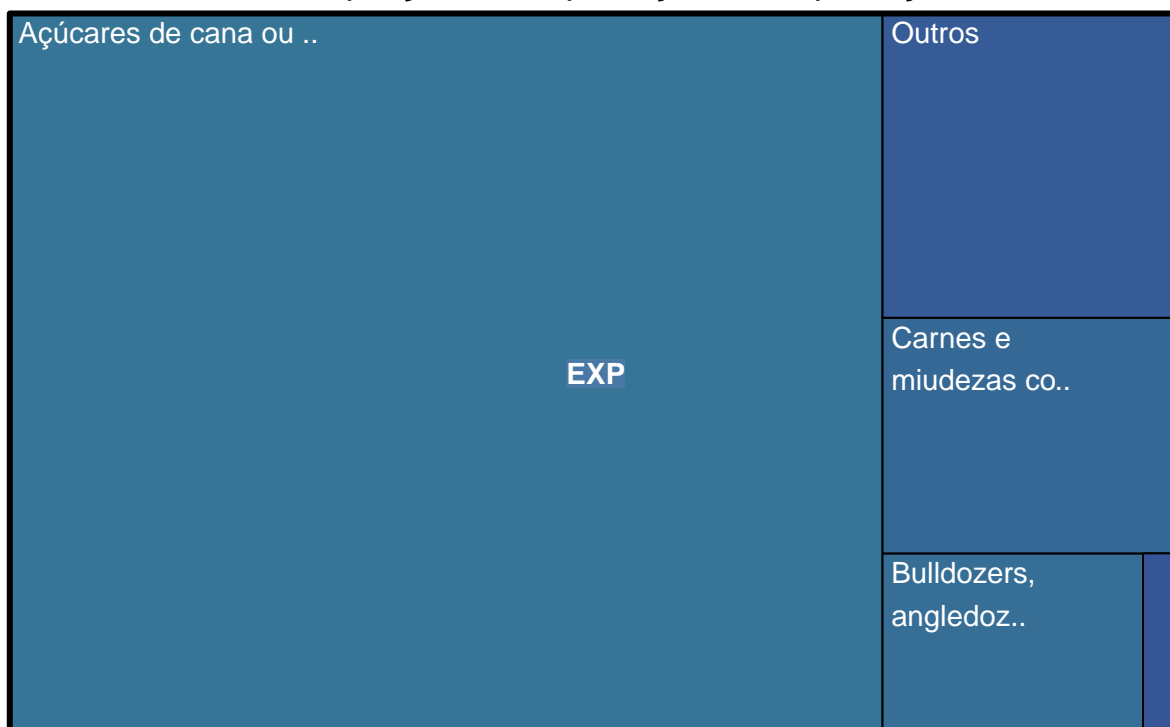 Açúcares de cana ou ..
Outros
EXP
Carnes e
miudezas co..
Bulldozers,
angledoz..